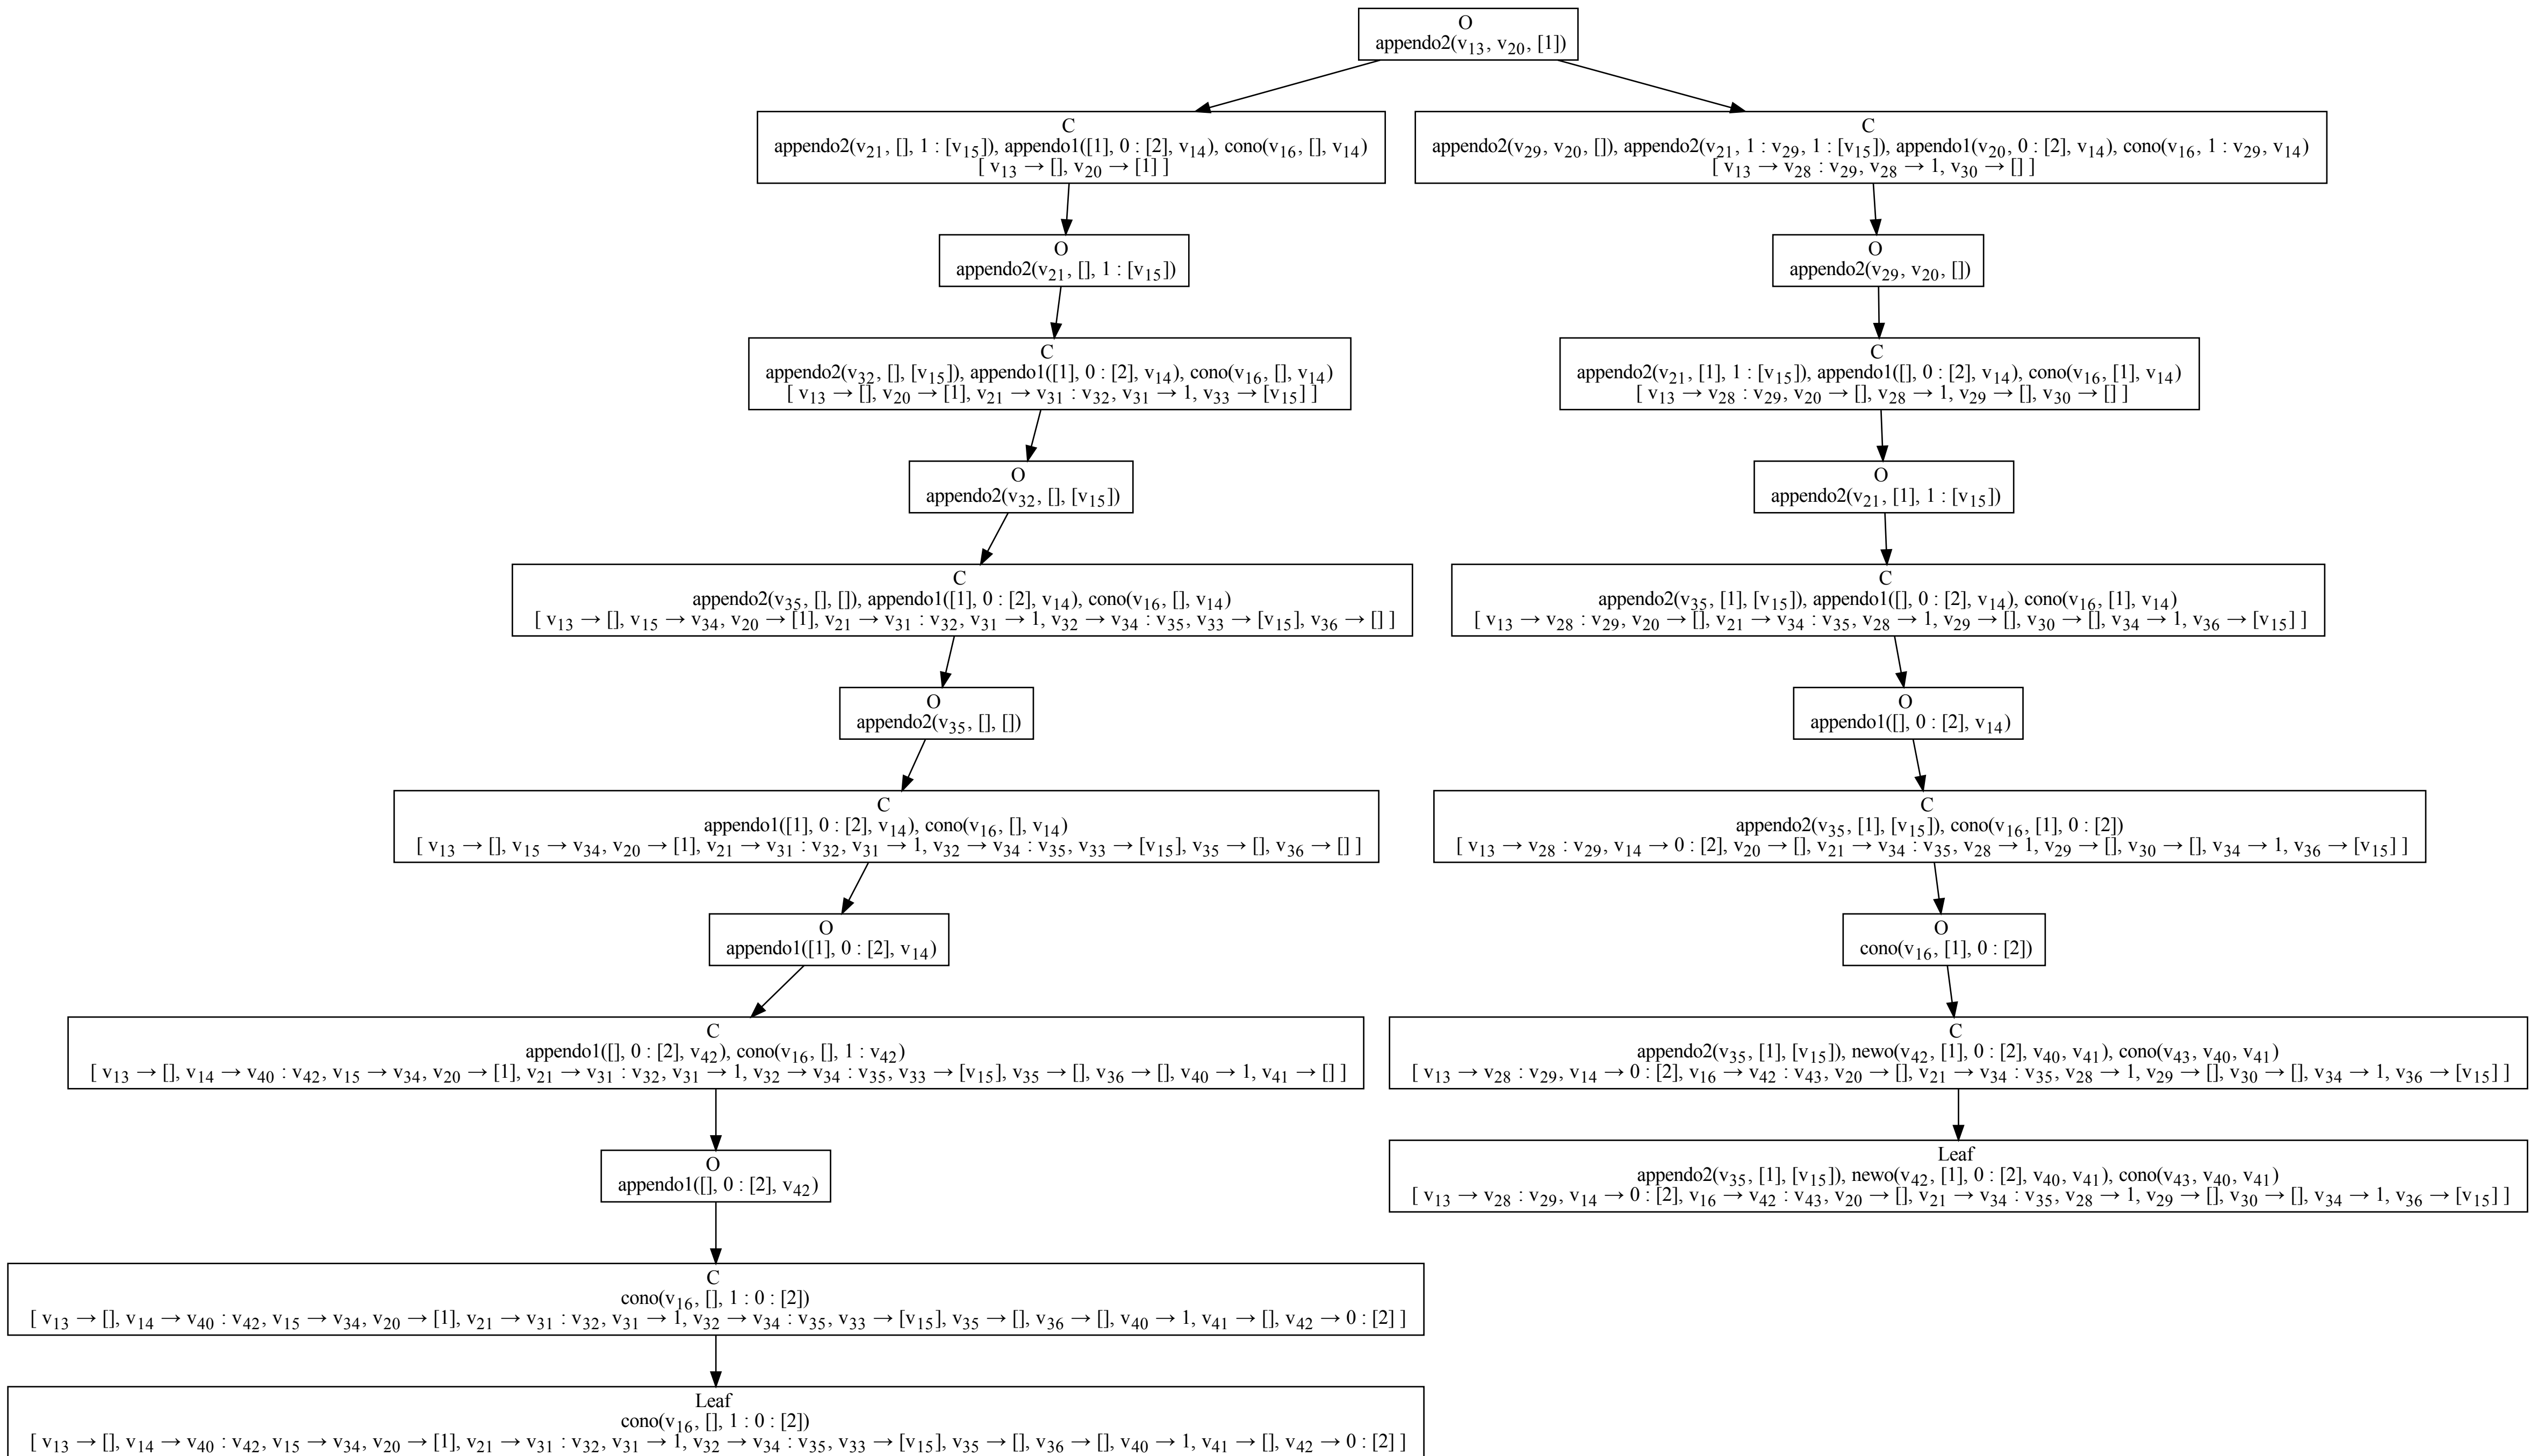 O
appendo2(v₁₃, v₂₀, [1])
C
appendo2(v₂₁, [], 1 : [v₁₅]), appendo1([1], 0 : [2], v₁₄), cono(v₁₆, [], v₁₄)
[ v₁₃ → [], v₂₀ → [1] ]
C
appendo2(v₂₉, v₂₀, []), appendo2(v₂₁, 1 : v₂₉, 1 : [v₁₅]), appendo1(v₂₀, 0 : [2], v₁₄), cono(v₁₆, 1 : v₂₉, v₁₄)
[ v₁₃ → v₂₈ : v₂₉, v₂₈ → 1, v₃₀ → [] ]
O
appendo2(v₂₁, [], 1 : [v₁₅])
O
appendo2(v₂₉, v₂₀, [])
C
appendo2(v₃₂, [], [v₁₅]), appendo1([1], 0 : [2], v₁₄), cono(v₁₆, [], v₁₄)
[ v₁₃ → [], v₂₀ → [1], v₂₁ → v₃₁ : v₃₂, v₃₁ → 1, v₃₃ → [v₁₅] ]
C
appendo2(v₂₁, [1], 1 : [v₁₅]), appendo1([], 0 : [2], v₁₄), cono(v₁₆, [1], v₁₄)
[ v₁₃ → v₂₈ : v₂₉, v₂₀ → [], v₂₈ → 1, v₂₉ → [], v₃₀ → [] ]
O
appendo2(v₃₂, [], [v₁₅])
O
appendo2(v₂₁, [1], 1 : [v₁₅])
C
appendo2(v₃₅, [], []), appendo1([1], 0 : [2], v₁₄), cono(v₁₆, [], v₁₄)
[ v₁₃ → [], v₁₅ → v₃₄, v₂₀ → [1], v₂₁ → v₃₁ : v₃₂, v₃₁ → 1, v₃₂ → v₃₄ : v₃₅, v₃₃ → [v₁₅], v₃₆ → [] ]
C
appendo2(v₃₅, [1], [v₁₅]), appendo1([], 0 : [2], v₁₄), cono(v₁₆, [1], v₁₄)
[ v₁₃ → v₂₈ : v₂₉, v₂₀ → [], v₂₁ → v₃₄ : v₃₅, v₂₈ → 1, v₂₉ → [], v₃₀ → [], v₃₄ → 1, v₃₆ → [v₁₅] ]
O
appendo2(v₃₅, [], [])
O
appendo1([], 0 : [2], v₁₄)
C
appendo1([1], 0 : [2], v₁₄), cono(v₁₆, [], v₁₄)
[ v₁₃ → [], v₁₅ → v₃₄, v₂₀ → [1], v₂₁ → v₃₁ : v₃₂, v₃₁ → 1, v₃₂ → v₃₄ : v₃₅, v₃₃ → [v₁₅], v₃₅ → [], v₃₆ → [] ]
C
appendo2(v₃₅, [1], [v₁₅]), cono(v₁₆, [1], 0 : [2])
[ v₁₃ → v₂₈ : v₂₉, v₁₄ → 0 : [2], v₂₀ → [], v₂₁ → v₃₄ : v₃₅, v₂₈ → 1, v₂₉ → [], v₃₀ → [], v₃₄ → 1, v₃₆ → [v₁₅] ]
O
appendo1([1], 0 : [2], v₁₄)
O
cono(v₁₆, [1], 0 : [2])
C
appendo1([], 0 : [2], v₄₂), cono(v₁₆, [], 1 : v₄₂)
[ v₁₃ → [], v₁₄ → v₄₀ : v₄₂, v₁₅ → v₃₄, v₂₀ → [1], v₂₁ → v₃₁ : v₃₂, v₃₁ → 1, v₃₂ → v₃₄ : v₃₅, v₃₃ → [v₁₅], v₃₅ → [], v₃₆ → [], v₄₀ → 1, v₄₁ → [] ]
C
appendo2(v₃₅, [1], [v₁₅]), newo(v₄₂, [1], 0 : [2], v₄₀, v₄₁), cono(v₄₃, v₄₀, v₄₁)
[ v₁₃ → v₂₈ : v₂₉, v₁₄ → 0 : [2], v₁₆ → v₄₂ : v₄₃, v₂₀ → [], v₂₁ → v₃₄ : v₃₅, v₂₈ → 1, v₂₉ → [], v₃₀ → [], v₃₄ → 1, v₃₆ → [v₁₅] ]
O
appendo1([], 0 : [2], v₄₂)
Leaf
appendo2(v₃₅, [1], [v₁₅]), newo(v₄₂, [1], 0 : [2], v₄₀, v₄₁), cono(v₄₃, v₄₀, v₄₁)
[ v₁₃ → v₂₈ : v₂₉, v₁₄ → 0 : [2], v₁₆ → v₄₂ : v₄₃, v₂₀ → [], v₂₁ → v₃₄ : v₃₅, v₂₈ → 1, v₂₉ → [], v₃₀ → [], v₃₄ → 1, v₃₆ → [v₁₅] ]
C
cono(v₁₆, [], 1 : 0 : [2])
[ v₁₃ → [], v₁₄ → v₄₀ : v₄₂, v₁₅ → v₃₄, v₂₀ → [1], v₂₁ → v₃₁ : v₃₂, v₃₁ → 1, v₃₂ → v₃₄ : v₃₅, v₃₃ → [v₁₅], v₃₅ → [], v₃₆ → [], v₄₀ → 1, v₄₁ → [], v₄₂ → 0 : [2] ]
Leaf
cono(v₁₆, [], 1 : 0 : [2])
[ v₁₃ → [], v₁₄ → v₄₀ : v₄₂, v₁₅ → v₃₄, v₂₀ → [1], v₂₁ → v₃₁ : v₃₂, v₃₁ → 1, v₃₂ → v₃₄ : v₃₅, v₃₃ → [v₁₅], v₃₅ → [], v₃₆ → [], v₄₀ → 1, v₄₁ → [], v₄₂ → 0 : [2] ]